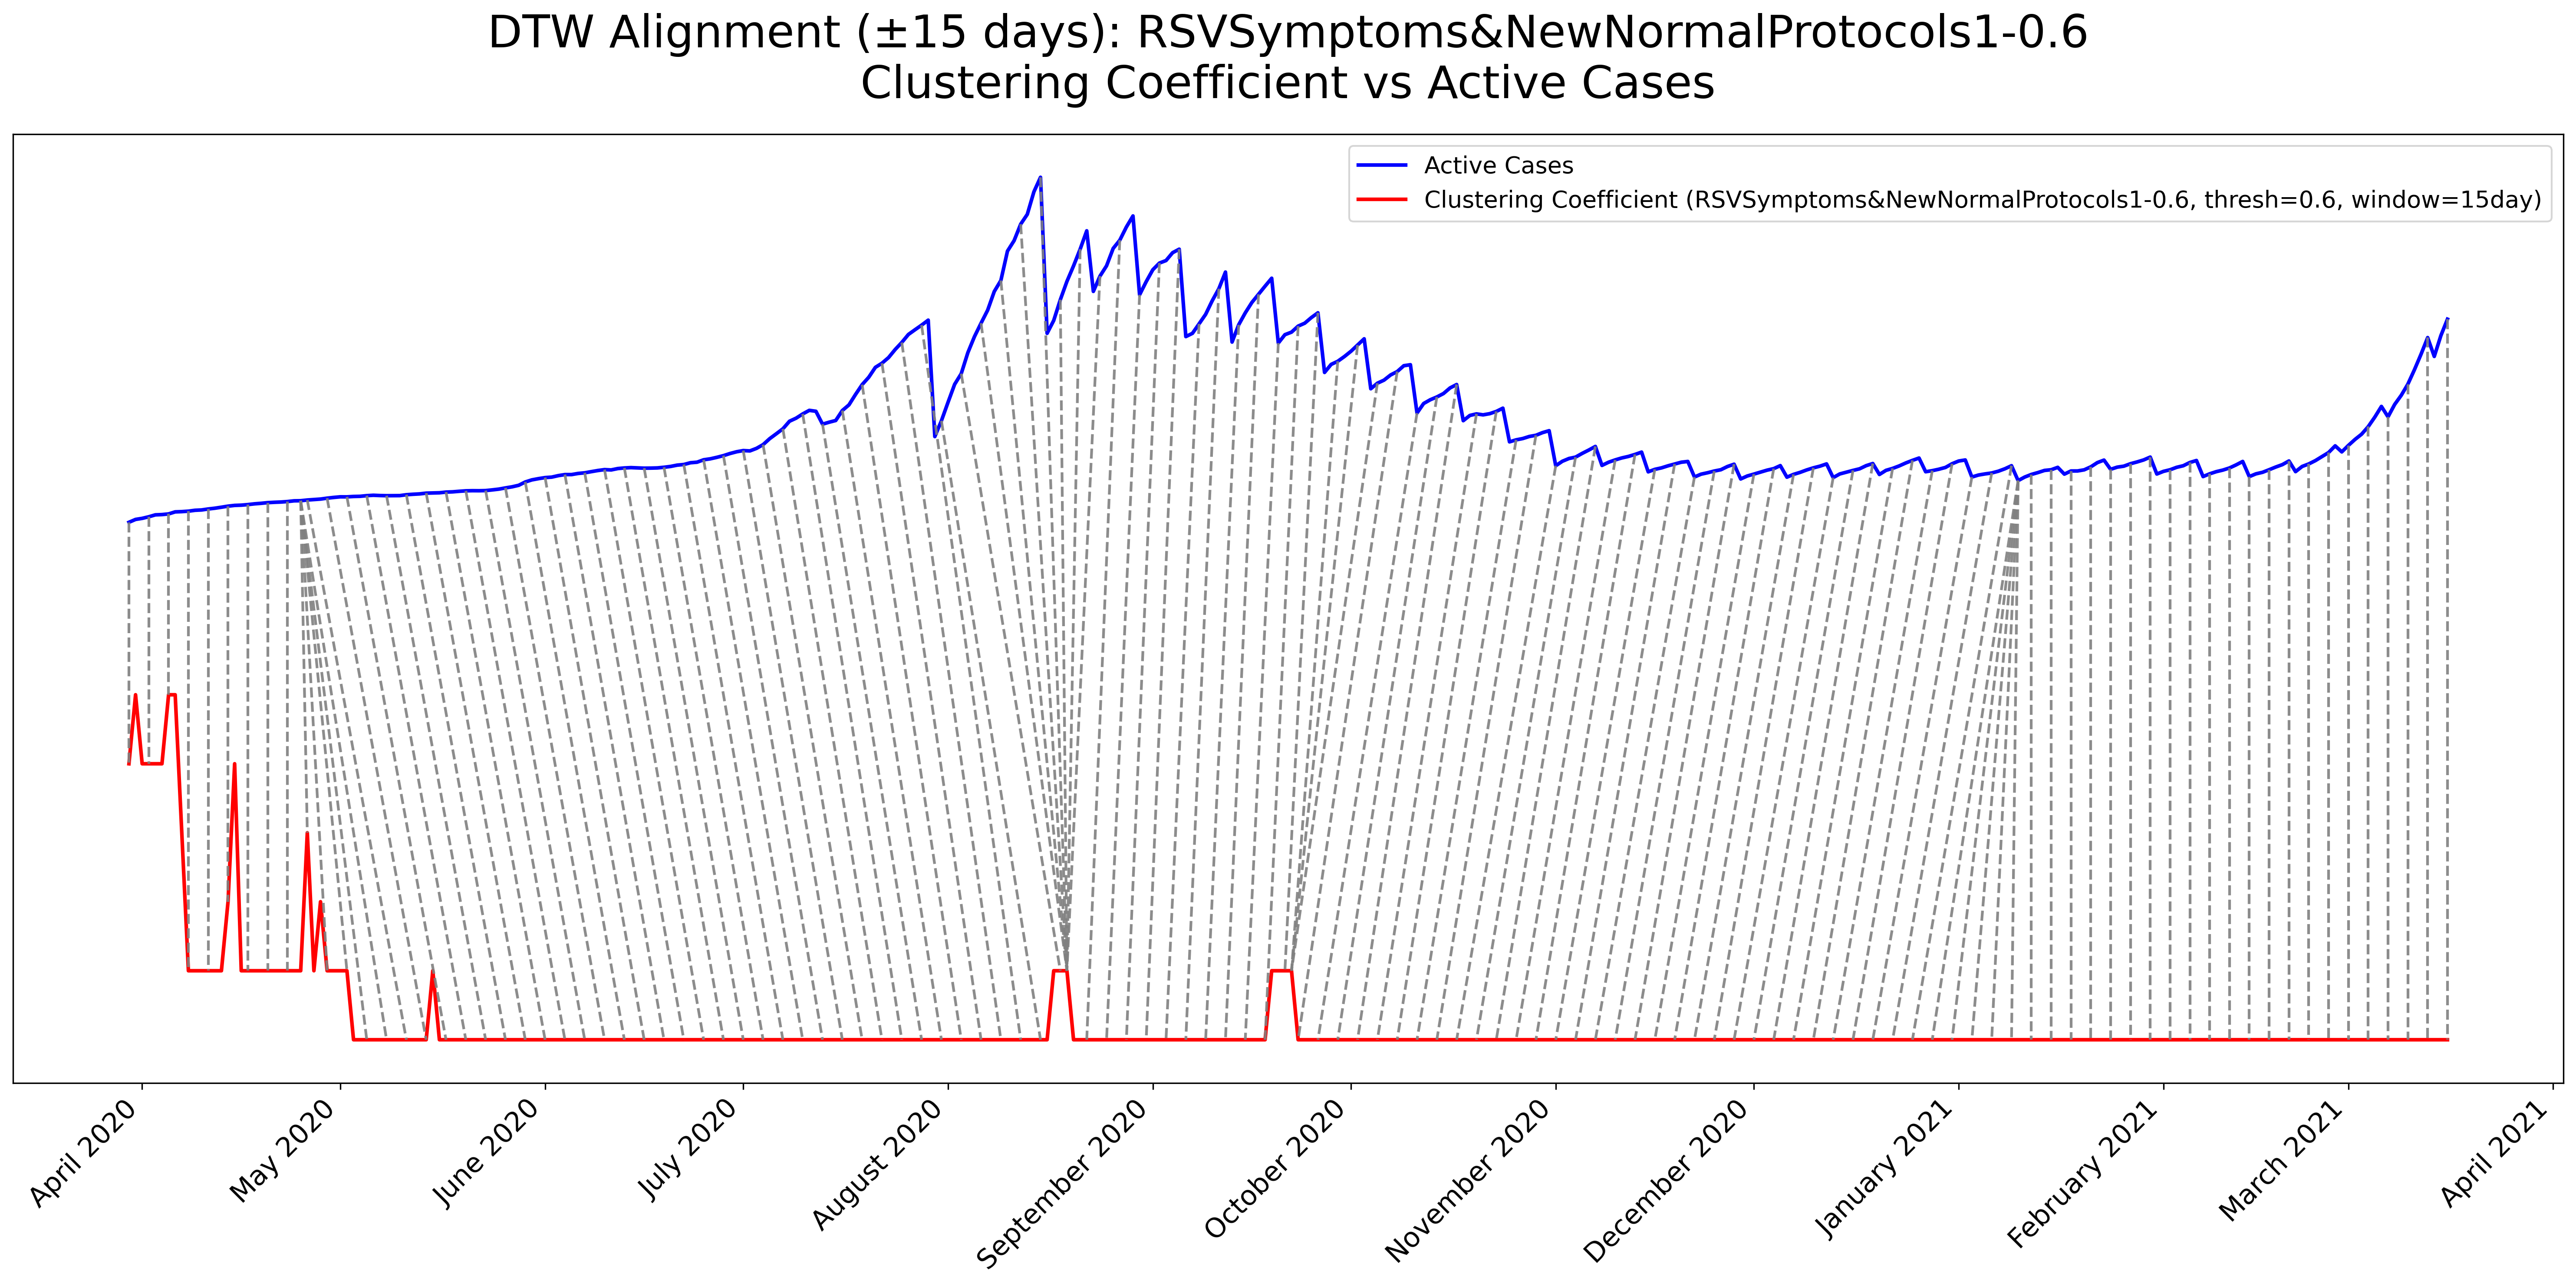 DTW Alignment (±15 days): RSVSymptoms&NewNormalProtocols1-0.6
Clustering Coefficient vs Active Cases
Active Cases
Clustering Coefficient (RSVSymptoms&NewNormalProtocols1-0.6, thresh=0.6, window=15day)
April 2020
May 2020
June 2020
July 2020
August 2020
September 2020
October 2020
November 2020
December 2020
January 2021
February 2021
March 2021
April 2021